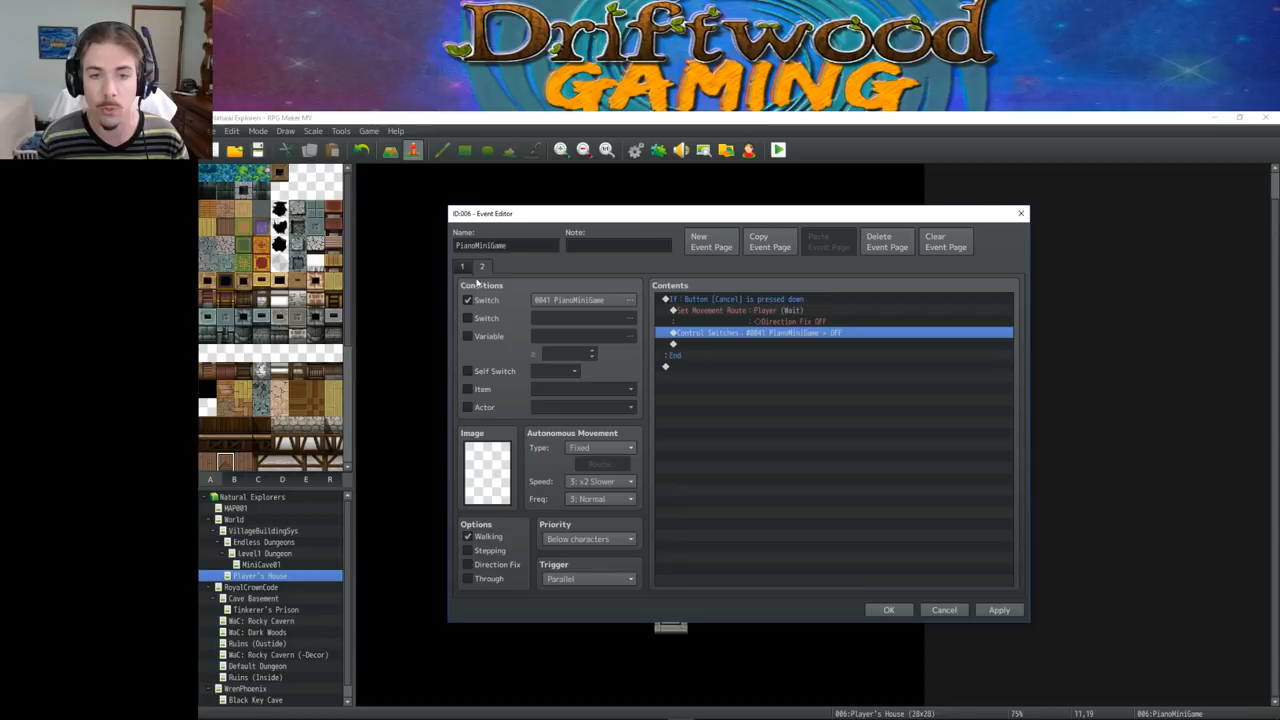 Driftwood
GAMING
Natural Explorers - RPG Maker MV
Edit Mode Draw Scale Tools Game Help
ID:006 - Event Editor
Name:
Note:
PianoMiniGame
New
Event Page
Copy
Event Page
Paste
Event Page
Delete
Event Page
Clear
Event Page
1 2
Conditions
Switch 0041 PianoMiniGame ...
Switch ...
Variable ...
≥
Self Switch
Item
Actor
Contents
◆If：Button [Cancel] is pressed down
◆Set Movement Route：Player (Wait)
： ：◇Direction Fix OFF
◆Control Switches：#0041 PianoMiniGame = OFF
◆
：End
◆
Image
Autonomous Movement
Type: Fixed
Route...
Speed: 3: x2 Slower
Freq: 3: Normal
Options
Walking
Stepping
Direction Fix
Through
Priority
Below characters
Trigger
Parallel
OK Cancel Apply
A B C D E R
Natural Explorers
MAP001
World
VillageBuildingSys
Endless Dungeons
Level1 Dungeon
MiniCave01
Player's House
RoyalCrownCode
Cave Basement
Tinkerer's Prison
WaC: Rocky Cavern
WaC: Dark Woods
Ruins (Oustide)
WaC: Rocky Cavern (-Decor)
Default Dungeon
Ruins (Inside)
WrenPhoenix
Black Key Cave
006:Player's House (28x28) 75% 11,19 006:PianoMiniGame